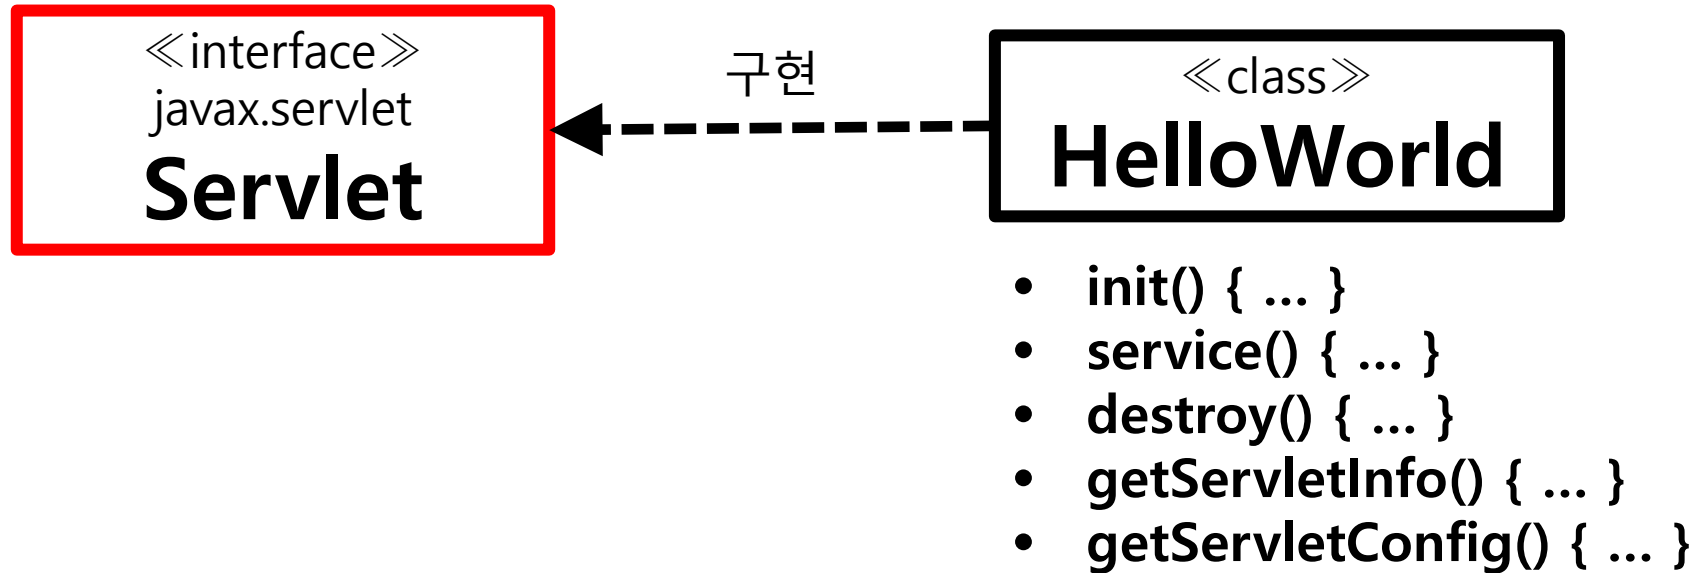 ≪interface≫
javax.servlet
Servlet
구현
≪class≫
HelloWorld
• init() { ... }
• service() { ... }
• destroy() { ... }
• getServletInfo() { ... }
• getServletConfig() { ... }